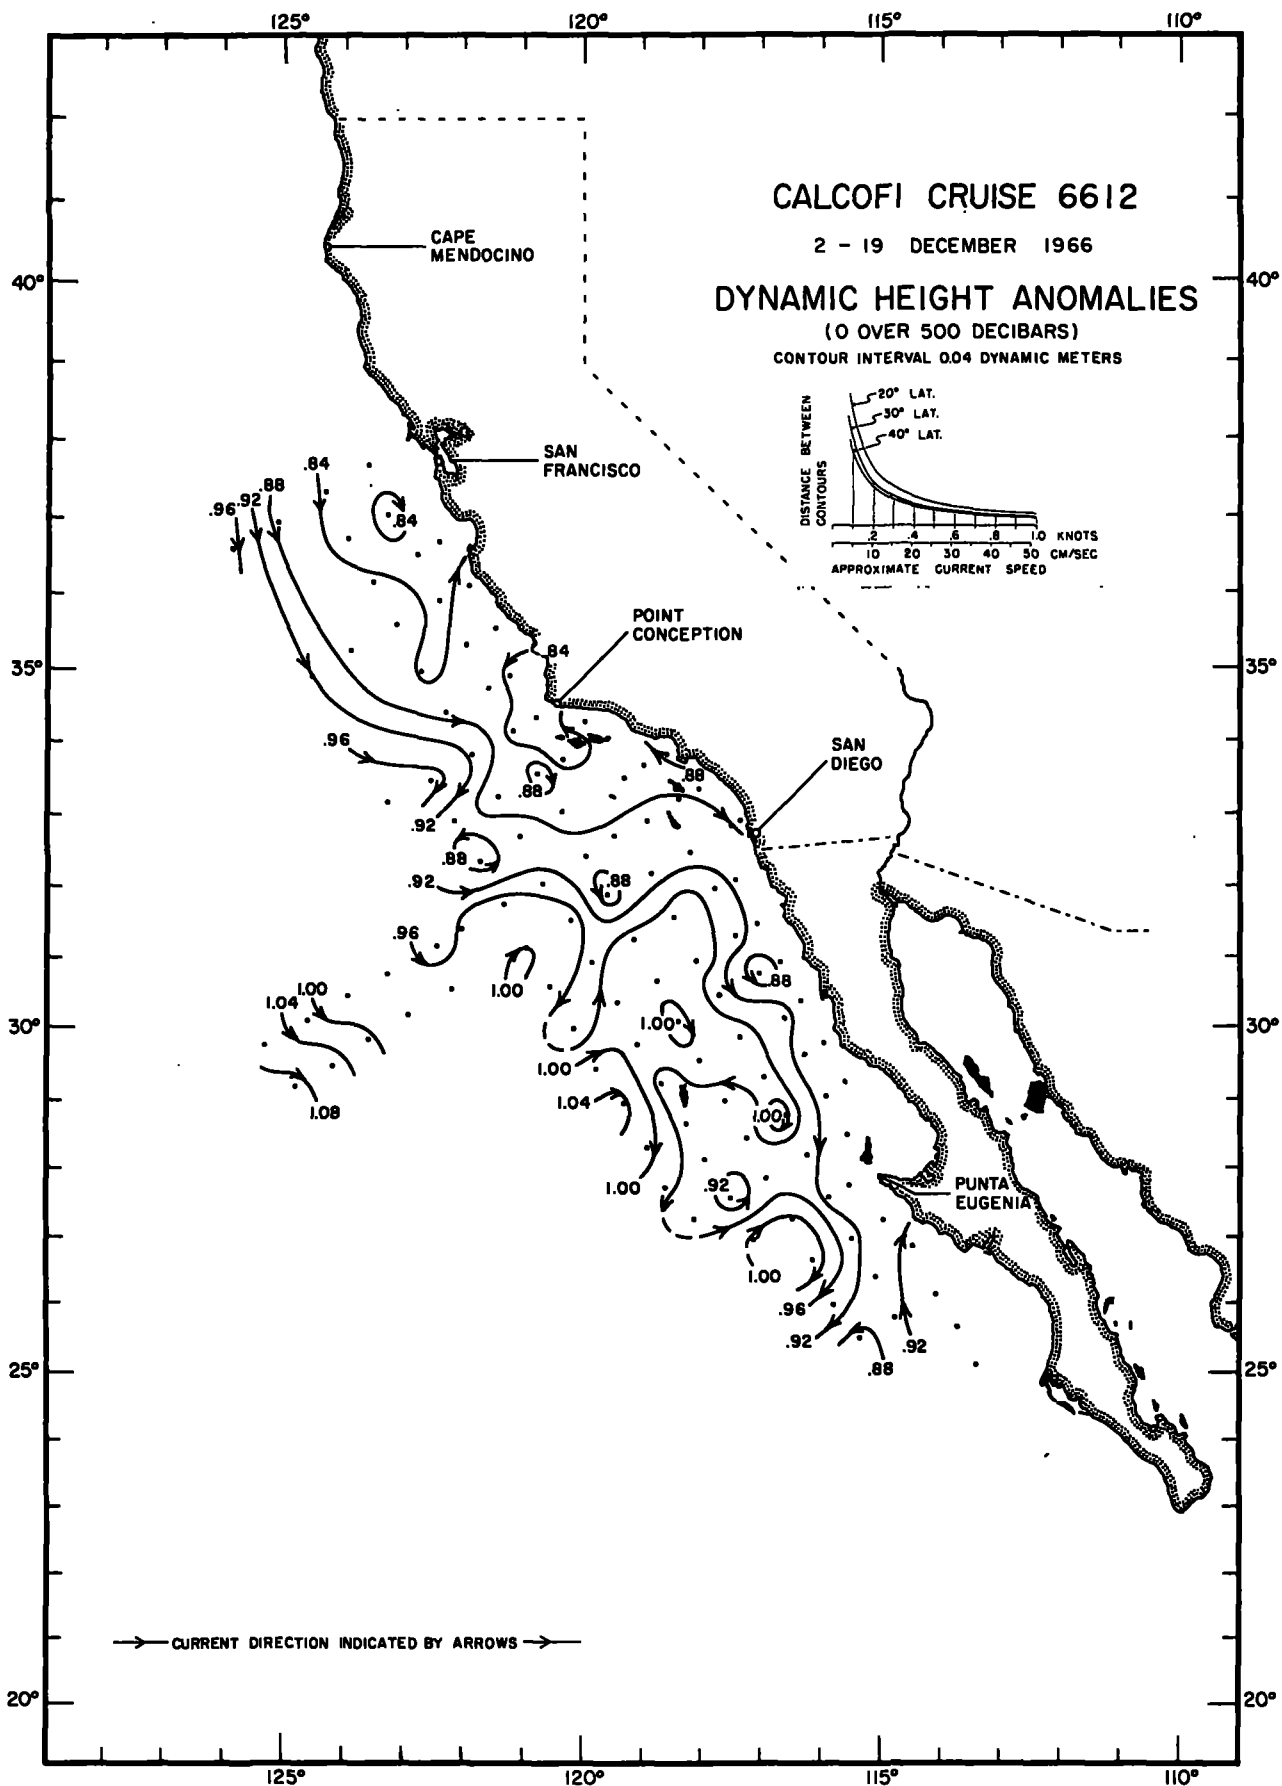 125° 120° 115° 110°
CALCOFI CRUISE 6612
2 - 19 DECEMBER 1966
DYNAMIC HEIGHT ANOMALIES
(0 OVER 500 DECIBARS)
CONTOUR INTERVAL 0.04 DYNAMIC METERS
20° LAT.
30° LAT.
40° LAT.
DISTANCE BETWEEN
CONTOURS
.2 .4 .6 .8 1.0 KNOTS
10 20 30 40 50 CM/SEC
APPROXIMATE CURRENT SPEED
CAPE
MENDOCINO
40° 40°
SAN
FRANCISCO
.84
.88
.92
.96
.84
POINT
CONCEPTION
.84
35° 35°
SAN
DIEGO
.96
.88
.88
.92
.88
.88
.92
.96
.88
1.00
1.00
1.04
1.00
30° 30°
1.00
1.04
1.00
1.08
1.00
.92
PUNTA
EUGENIA
1.00
.96
.92
.92
.88
25° 25°
CURRENT DIRECTION INDICATED BY ARROWS
20° 20°
125° 120° 115° 110°